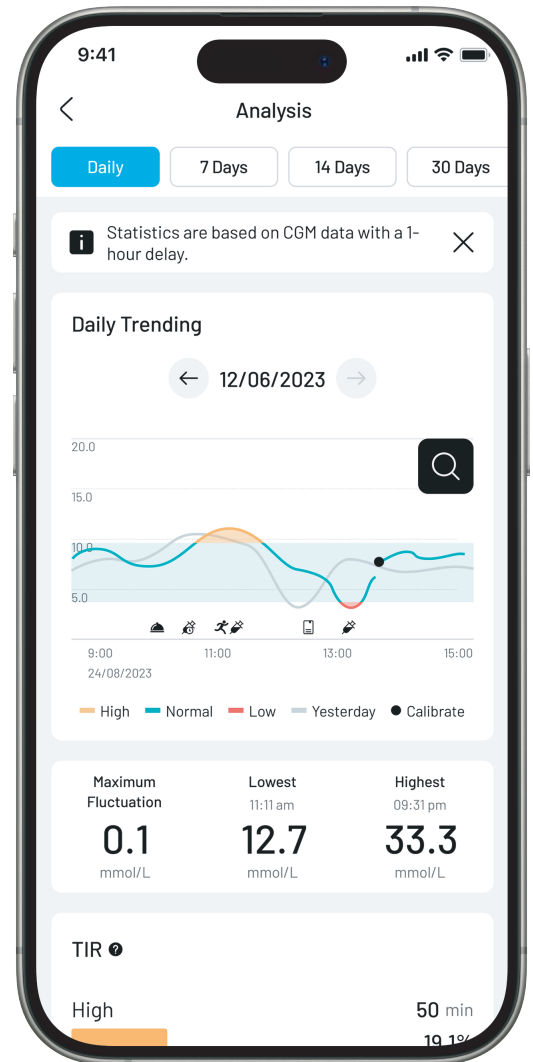 9:41
Analysis
Daily
7 Days
14 Days
30 Days
Statistics are based on CGM data with a 1-
hour delay.
Daily Trending
12/06/2023
20.0
15.0
10.0
5.0
9:00
11:00
13:00
15:00
24/08/2023
High
Normal
Low
Yesterday
Calibrate
Maximum
Fluctuation
0.1
mmol/L
Lowest
11:11 am
12.7
mmol/L
Highest
09:31 pm
33.3
mmol/L
TIR
High
50 min
19.1%